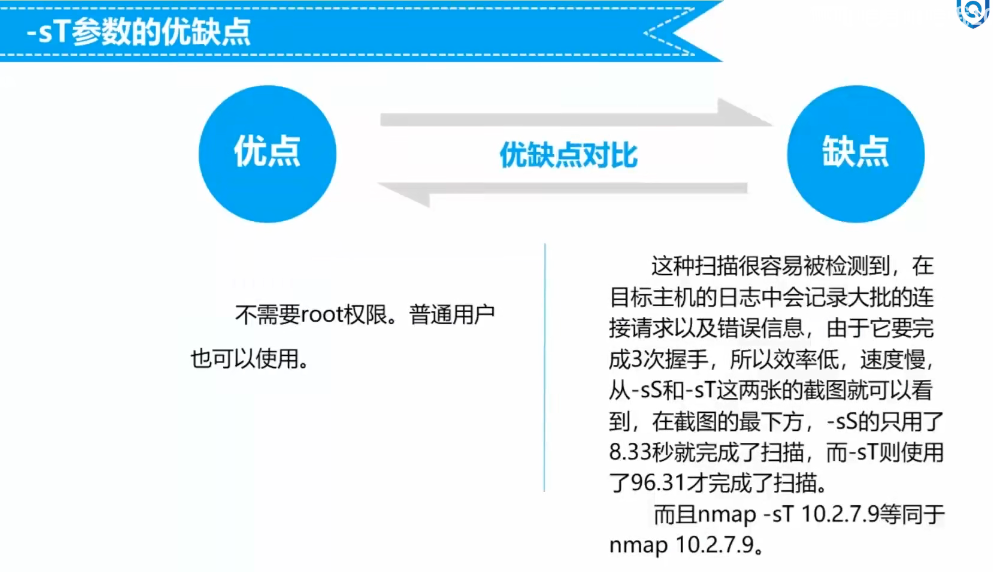 -sT参数的优缺点
优点
优缺点对比
缺点
不需要root权限。普通用户
也可以使用。
这种扫描很容易被检测到，在
目标主机的日志中会记录大批的连
接请求以及错误信息，由于它要完
成3次握手，所以效率低，速度慢，
从-sS和-sT这两张的截图就可以看
到，在截图的最下方，-sS的只用了
8.33秒就完成了扫描，而-sT则使用
了96.31才完成了扫描。
而且nmap -sT 10.2.7.9等同于
nmap 10.2.7.9。